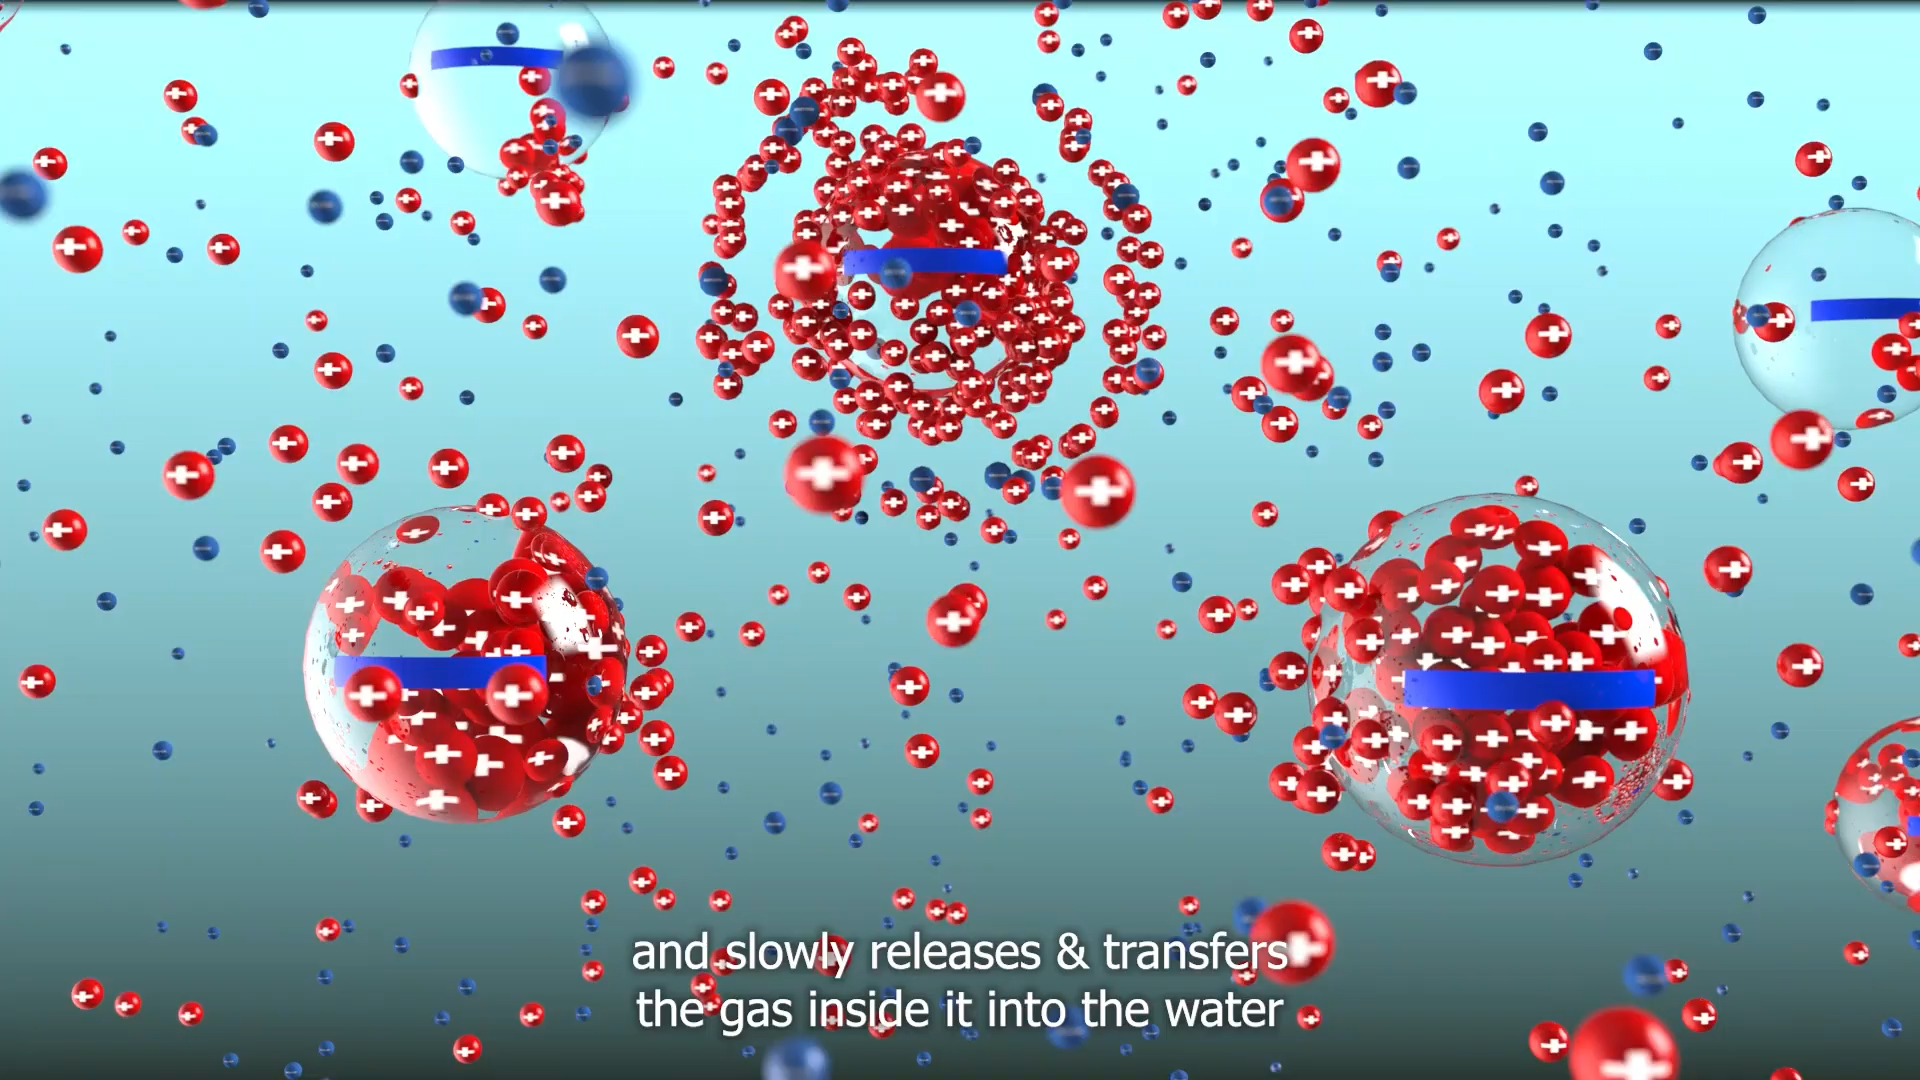 and slowly releases & transfers
the gas inside it into the water